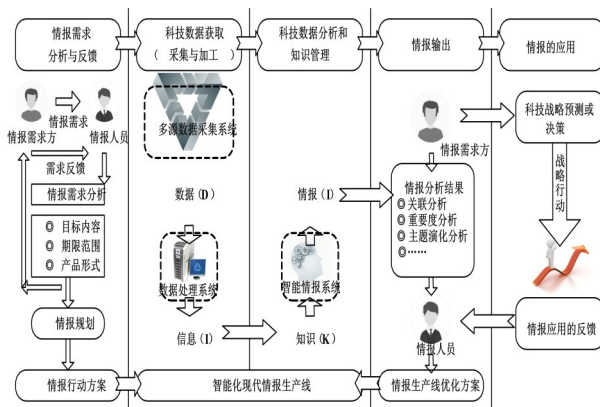 情报需求
分析与反馈
科技数据获取
( 采集与加工 )
科技数据分析和
知识管理
情报输出
情报的应用
情报需求
情报需求方
情报人员
需求反馈
情报需求分析
◎ 目标内容
◎ 期限范围
◎ 产品形式
情报规划
情报行动方案
多源数据采集系统
数据(D)
数据处理系统
信息(I)
情报(I)
智能情报系统
知识(K)
智能化现代情报生产线
情报需求方
情报分析结果
◎关联分析
◎重要度分析
◎主题演化分析
◎……
情报人员
情报生产线优化方案
科技战略预测或
决策
战略行动
情报应用的反馈